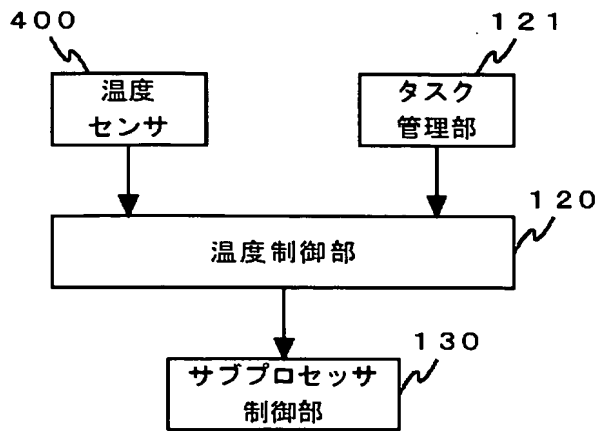 400
121
温度
センサ
タスク
管理部
120
温度制御部
130
サブプロセッサ
制御部